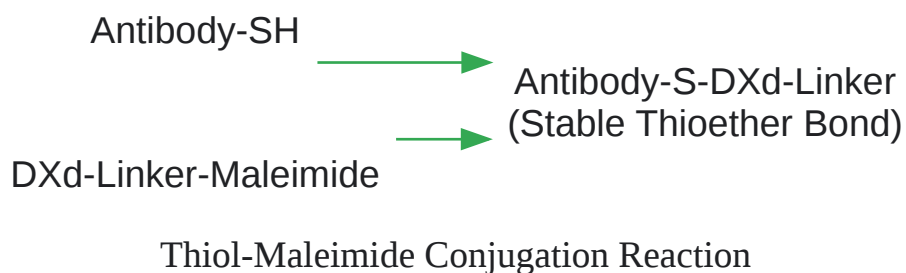 Antibody-SH
Antibody-S-DXd-Linker
(Stable Thioether Bond)
DXd-Linker-Maleimide
Thiol-Maleimide Conjugation Reaction